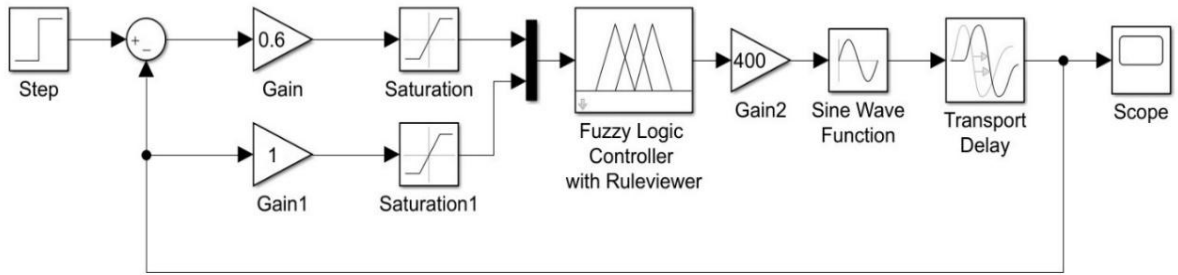 +
−
0.6
400
Step
Gain
Saturation
Gain2
Sine Wave
Function
Transport
Delay
Scope
Fuzzy Logic
Controller
with Ruleviewer
1
Gain1
Saturation1